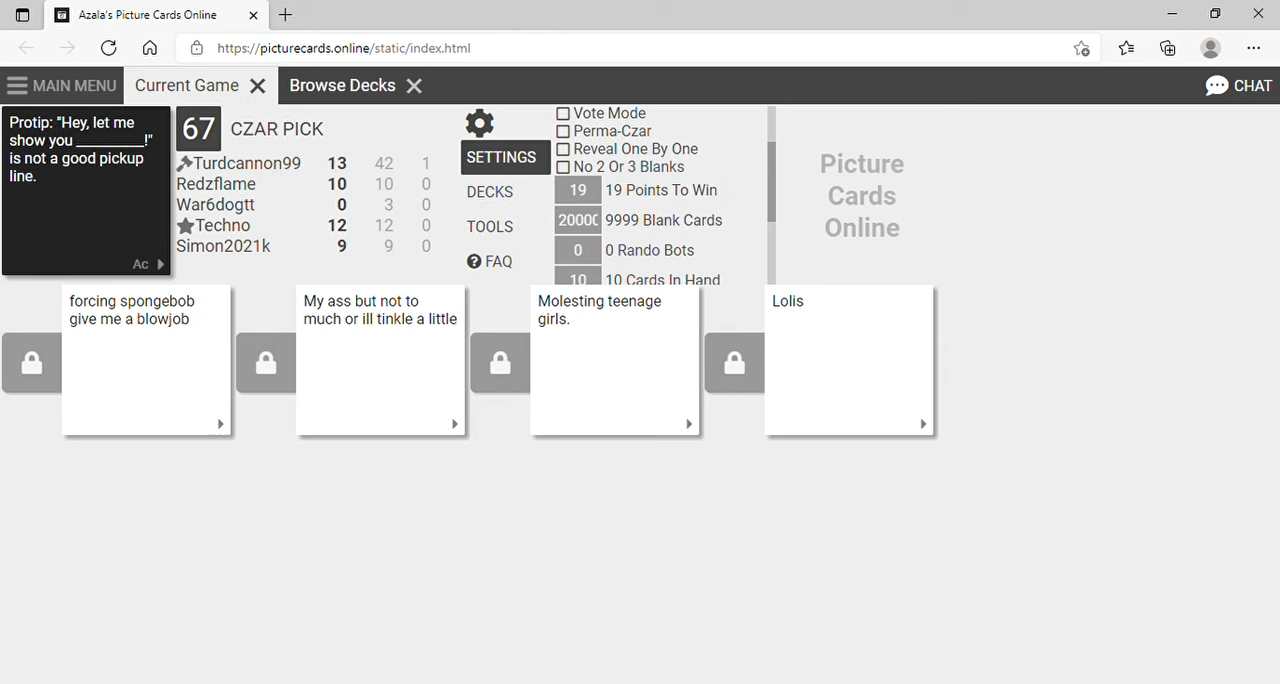 Azala's Picture Cards Online
https://picturecards.online/static/index.html
MAIN MENU
Current Game
Browse Decks
CHAT
Protip: "Hey, let me
show you _________!"
is not a good pickup
line.
Ac
67 CZAR PICK
Turdcannon99 13 42 1
Redzflame 10 10 0
War6dogtt 0 3 0
Techno 12 12 0
Simon2021k 9 9 0
SETTINGS
DECKS
TOOLS
FAQ
Vote Mode
Perma-Czar
Reveal One By One
No 2 Or 3 Blanks
19 19 Points To Win
2000 9999 Blank Cards
0 0 Rando Bots
10 10 Cards In Hand
Picture
Cards
Online
forcing spongebob
give me a blowjob
My ass but not to
much or ill tinkle a little
Molesting teenage
girls.
Lolis